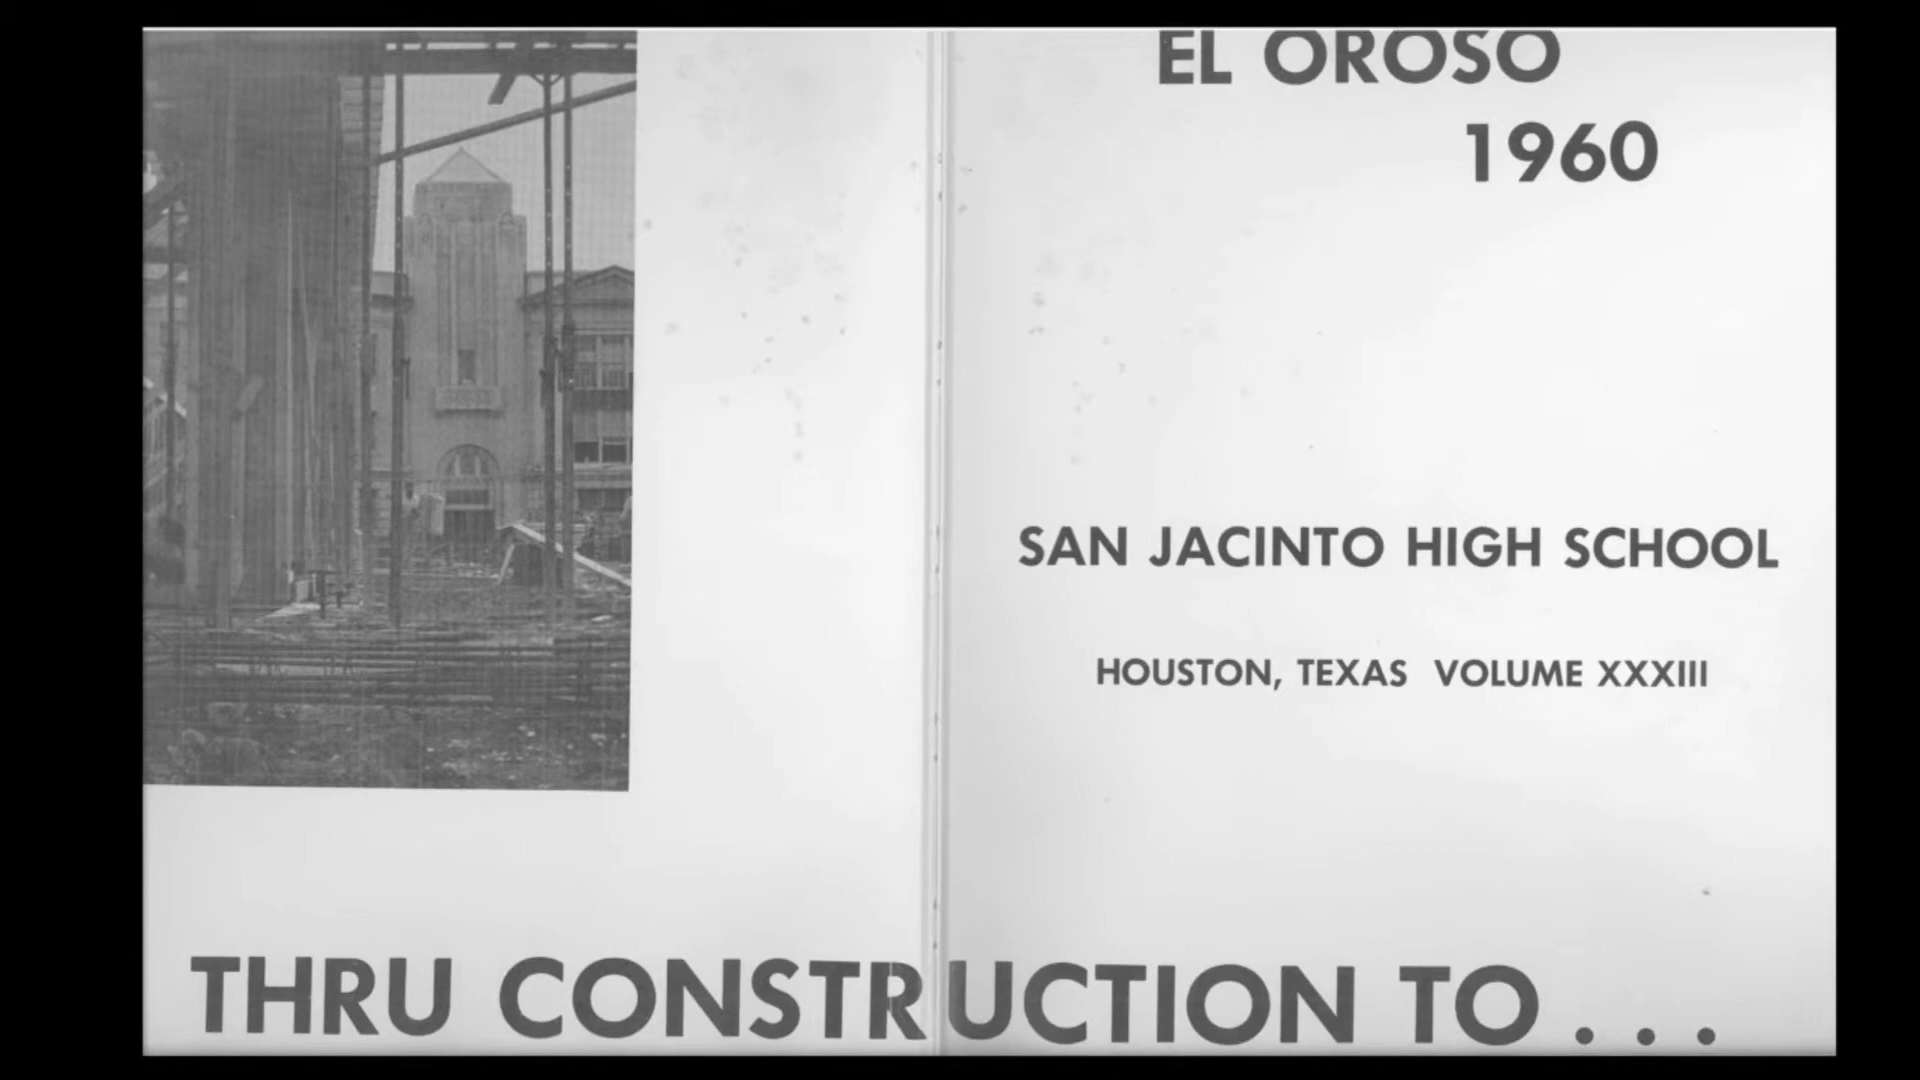 EL OROSO
1960
SAN JACINTO HIGH SCHOOL
HOUSTON, TEXAS VOLUME XXXIII
THRU CONSTRUCTION TO . . .